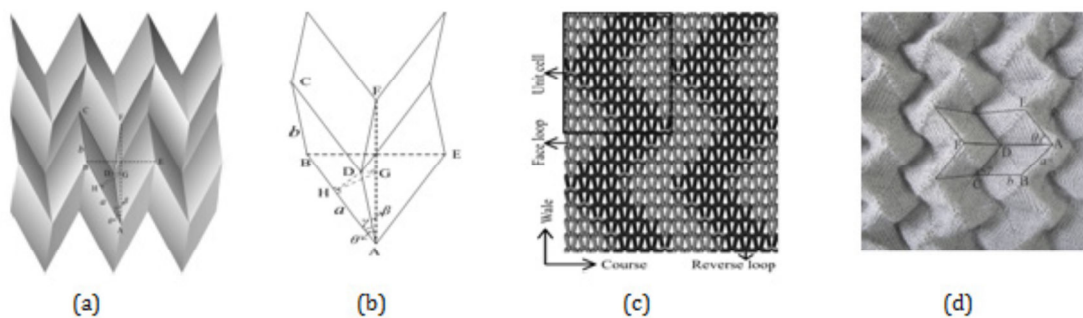 C
F
b
B
E
D
G
H
a
β
θ
A
C
F
b
B
E
D
G
H
a
β
γ
θ
A
Unit cell
Face loop
Wale
Course
Reverse loop
E
F
D
θ
A
a
C
b
B
(a)
(b)
(c)
(d)